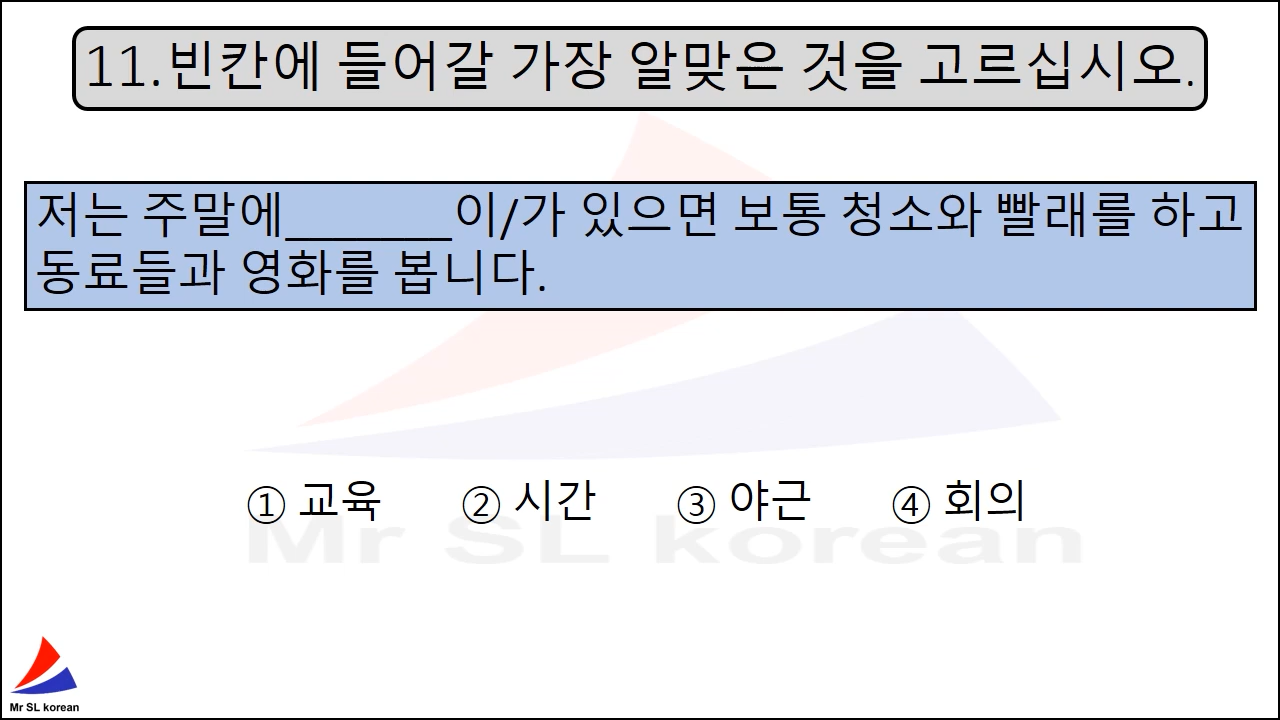 11.빈칸에 들어갈 가장 알맞은 것을 고르십시오.
저는 주말에_______이/가 있으면 보통 청소와 빨래를 하고
동료들과 영화를 봅니다.
① 교육 ② 시간 ③ 야근 ④ 회의
Mr SL korean
Mr SL korean